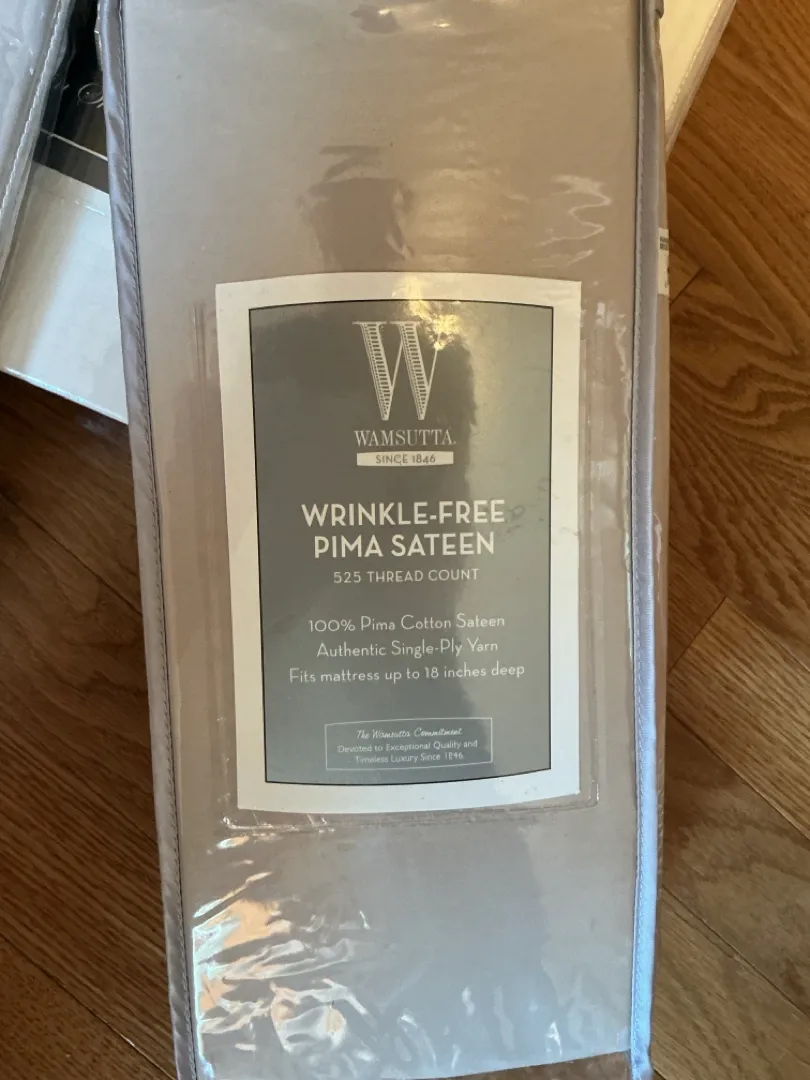 W
WAMSUTTA®
SINCE 1846
WRINKLE-FREE
PIMA SATEEN
525 THREAD COUNT
100% Pima Cotton Sateen
Authentic Single-Ply Yarn
Fits mattress up to 18 inches deep
The Wamsutta Commitment
Devoted to Exceptional Quality and
Timeless Luxury Since 1846.